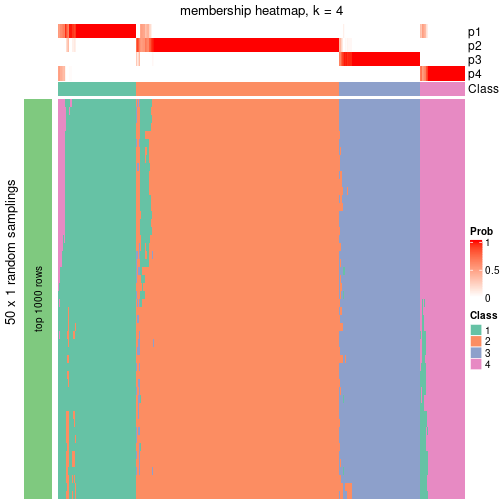 membership heatmap, k = 4
p1
p2
p3
p4
Class
50 x 1 random samplings
top 1000 rows
Prob
1
0.5
0
Class
1
2
3
4